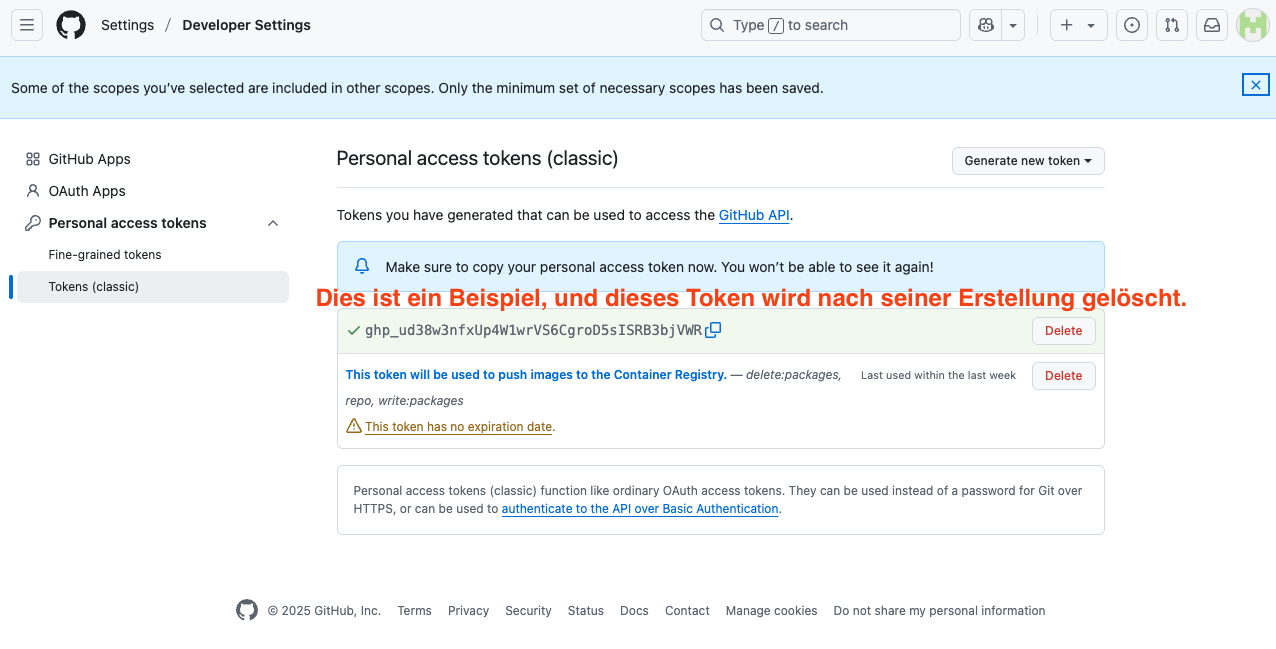 Settings / Developer Settings
Type / to search
Some of the scopes you've selected are included in other scopes. Only the minimum set of necessary scopes has been saved.
GitHub Apps
OAuth Apps
Personal access tokens
Fine-grained tokens
Tokens (classic)
Personal access tokens (classic)
Generate new token
Tokens you have generated that can be used to access the GitHub API.
Make sure to copy your personal access token now. You won't be able to see it again!
Dies ist ein Beispiel, und dieses Token wird nach seiner Erstellung gelöscht.
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
Delete
This token will be used to push images to the Container Registry. — delete:packages,
repo, write:packages
Last used within the last week
Delete
This token has no expiration date.
Personal access tokens (classic) function like ordinary OAuth access tokens. They can be used instead of a password for Git over
HTTPS, or can be used to authenticate to the API over Basic Authentication.
© 2025 GitHub, Inc. Terms Privacy Security Status Docs Contact Manage cookies Do not share my personal information